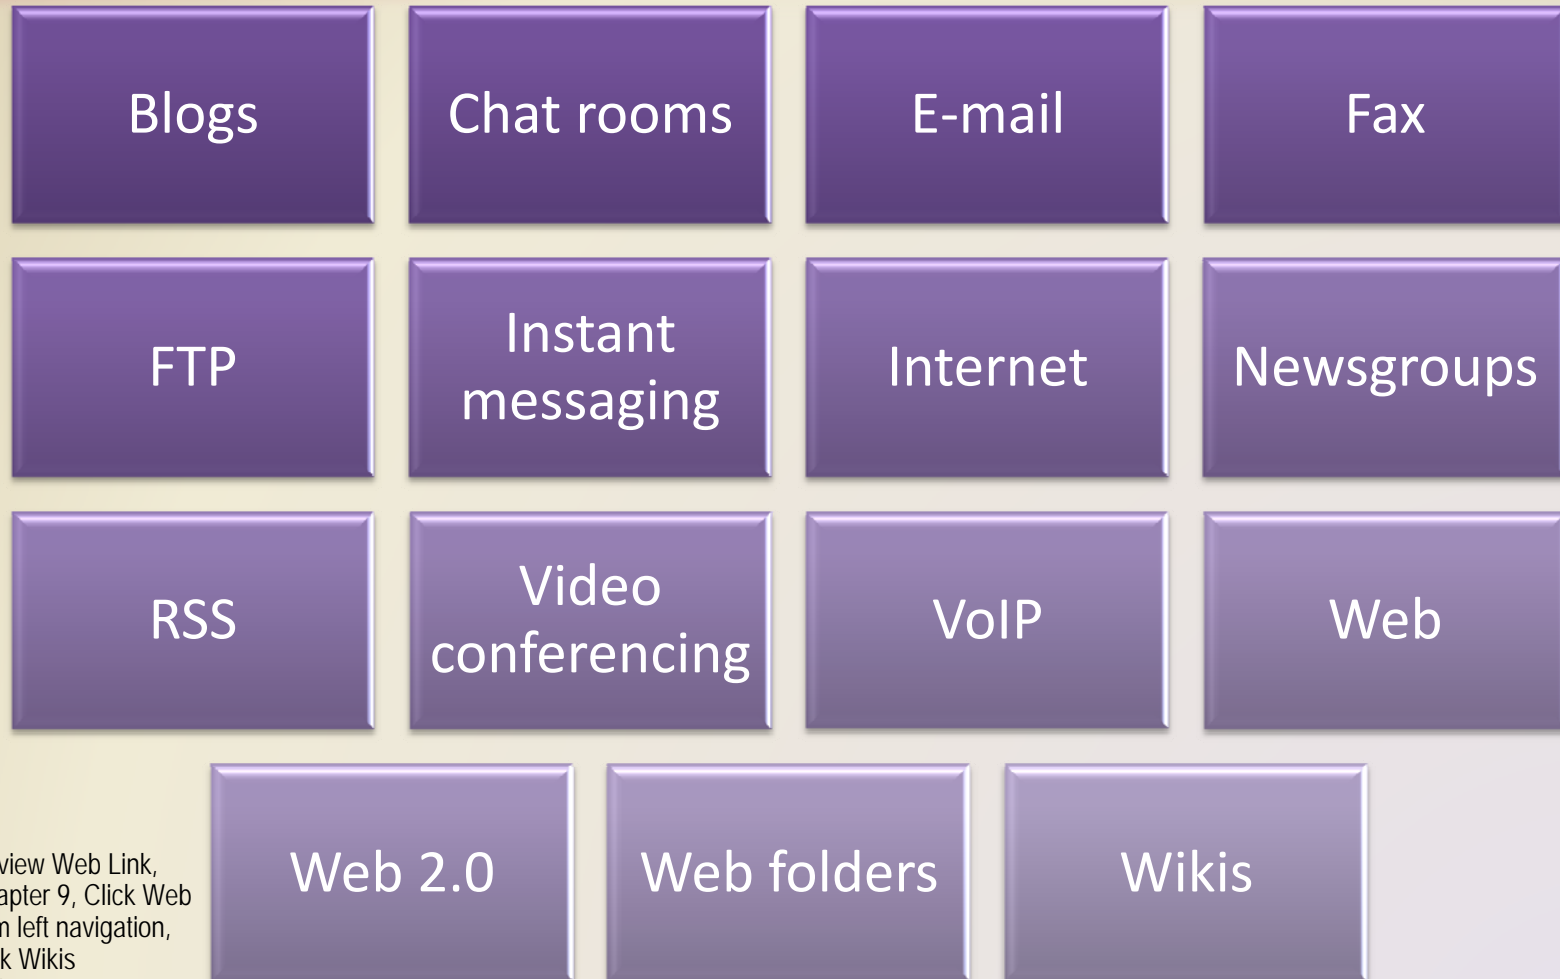 Blogs
Chat rooms
E-mail
Fax
FTP
Instant
messaging
Internet
Newsgroups
RSS
Video
conferencing
VoIP
Web
Web 2.0
Web folders
Wikis
view Web Link,
9, Click Web
left navigation,
Wikis